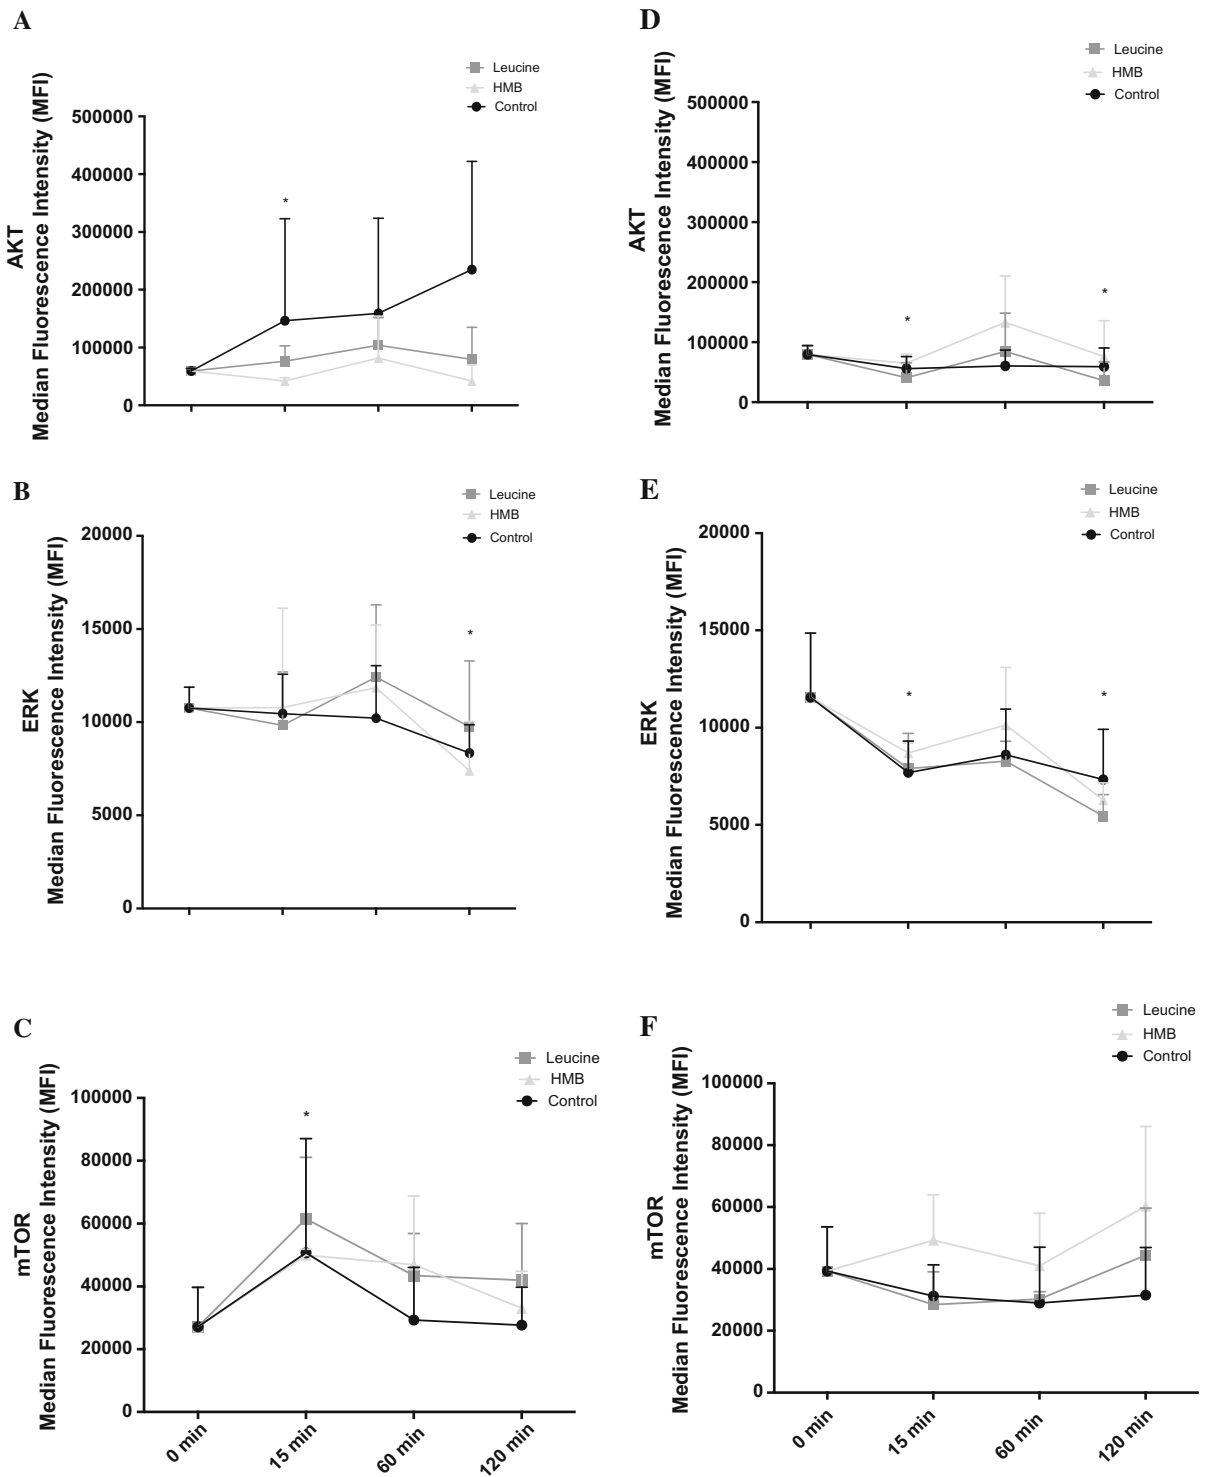 A
Leucine
HMB
Control
AKT
Median Fluorescence Intensity (MFI)
500000
400000
300000
200000
100000
0
*
D
Leucine
HMB
Control
AKT
Median Fluorescence Intensity (MFI)
500000
400000
300000
200000
100000
0
*
*
B
Leucine
HMB
Control
ERK
Median Fluorescence Intensity (MFI)
20000
15000
10000
5000
0
*
E
Leucine
HMB
Control
ERK
Median Fluorescence Intensity (MFI)
20000
15000
10000
5000
0
*
*
C
Leucine
HMB
Control
mTOR
Median Fluorescence Intensity (MFI)
100000
80000
60000
40000
20000
0
*
0 min
15 min
60 min
120 min
F
Leucine
HMB
Control
mTOR
Median Fluorescence Intensity (MFI)
100000
80000
60000
40000
20000
0
0 min
15 min
60 min
120 min